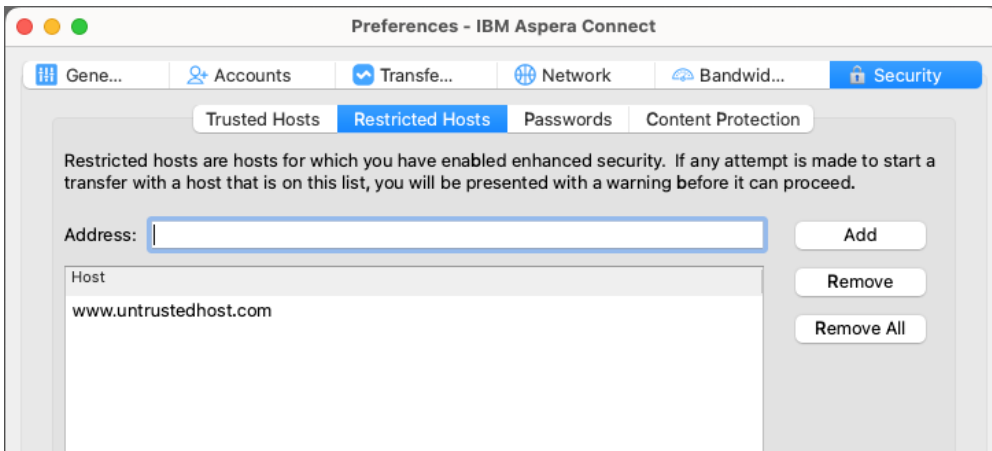 Preferences - IBM Aspera Connect
Gene... Accounts Transfe... Network Bandwid... Security
Trusted Hosts Restricted Hosts Passwords Content Protection
Restricted hosts are hosts for which you have enabled enhanced security. If any attempt is made to start a
transfer with a host that is on this list, you will be presented with a warning before it can proceed.
Address: Add
Host
Remove
www.untrustedhost.com
Remove All